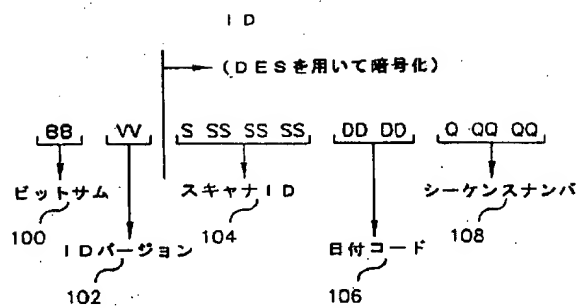 ID
(DESを用いて暗号化)
BB VV S SS SS SS DD DD Q QQ QQ
ビットサム スキャナID シーケンスナンバ
100 104 108
IDバージョン 日付コード
102 106